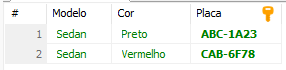 # Modelo Cor Placa
1 Sedan Preto ABC-1A23
2 Sedan Vermelho CAB-6F78